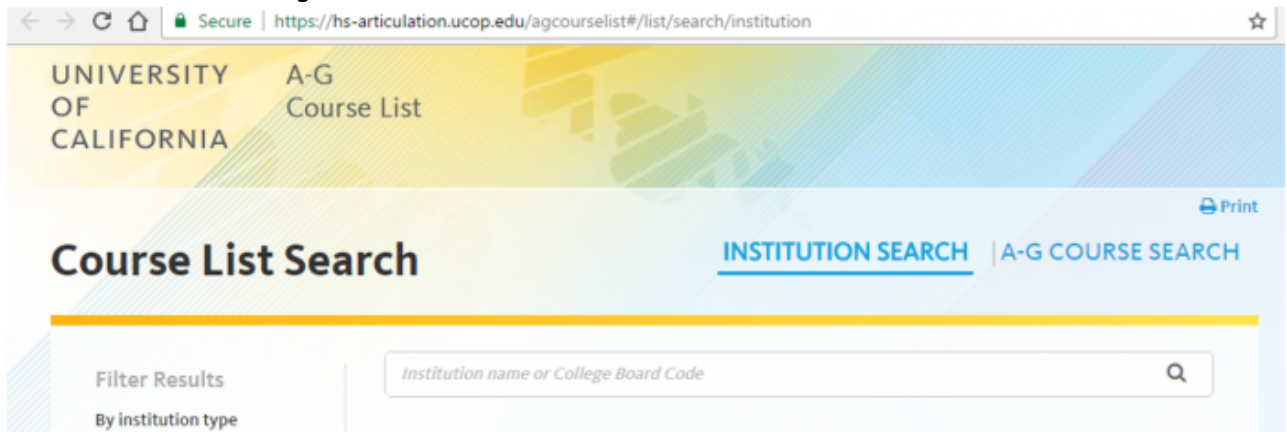 Secure | https://hs-articulation.ucop.edu/agcourselist#/list/search/institution
UNIVERSITY
OF
CALIFORNIA
A-G
Course List
Print
Course List Search
INSTITUTION SEARCH | A-G COURSE SEARCH
Filter Results
Institution name or College Board Code
By institution type